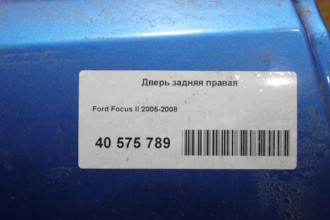 Дверь задняя правая
Ford Focus II 2005-2008
40 575 789